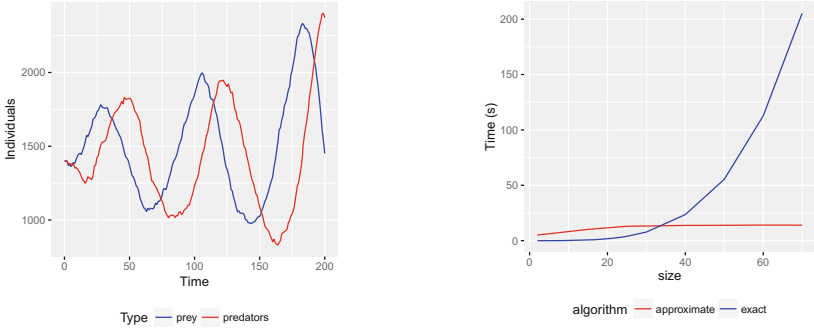 Individuals
2000
1500
1000
0
50
100
150
200
Time
Type prey predators
Time (s)
200
150
100
50
0
0
20
40
60
size
algorithm approximate exact